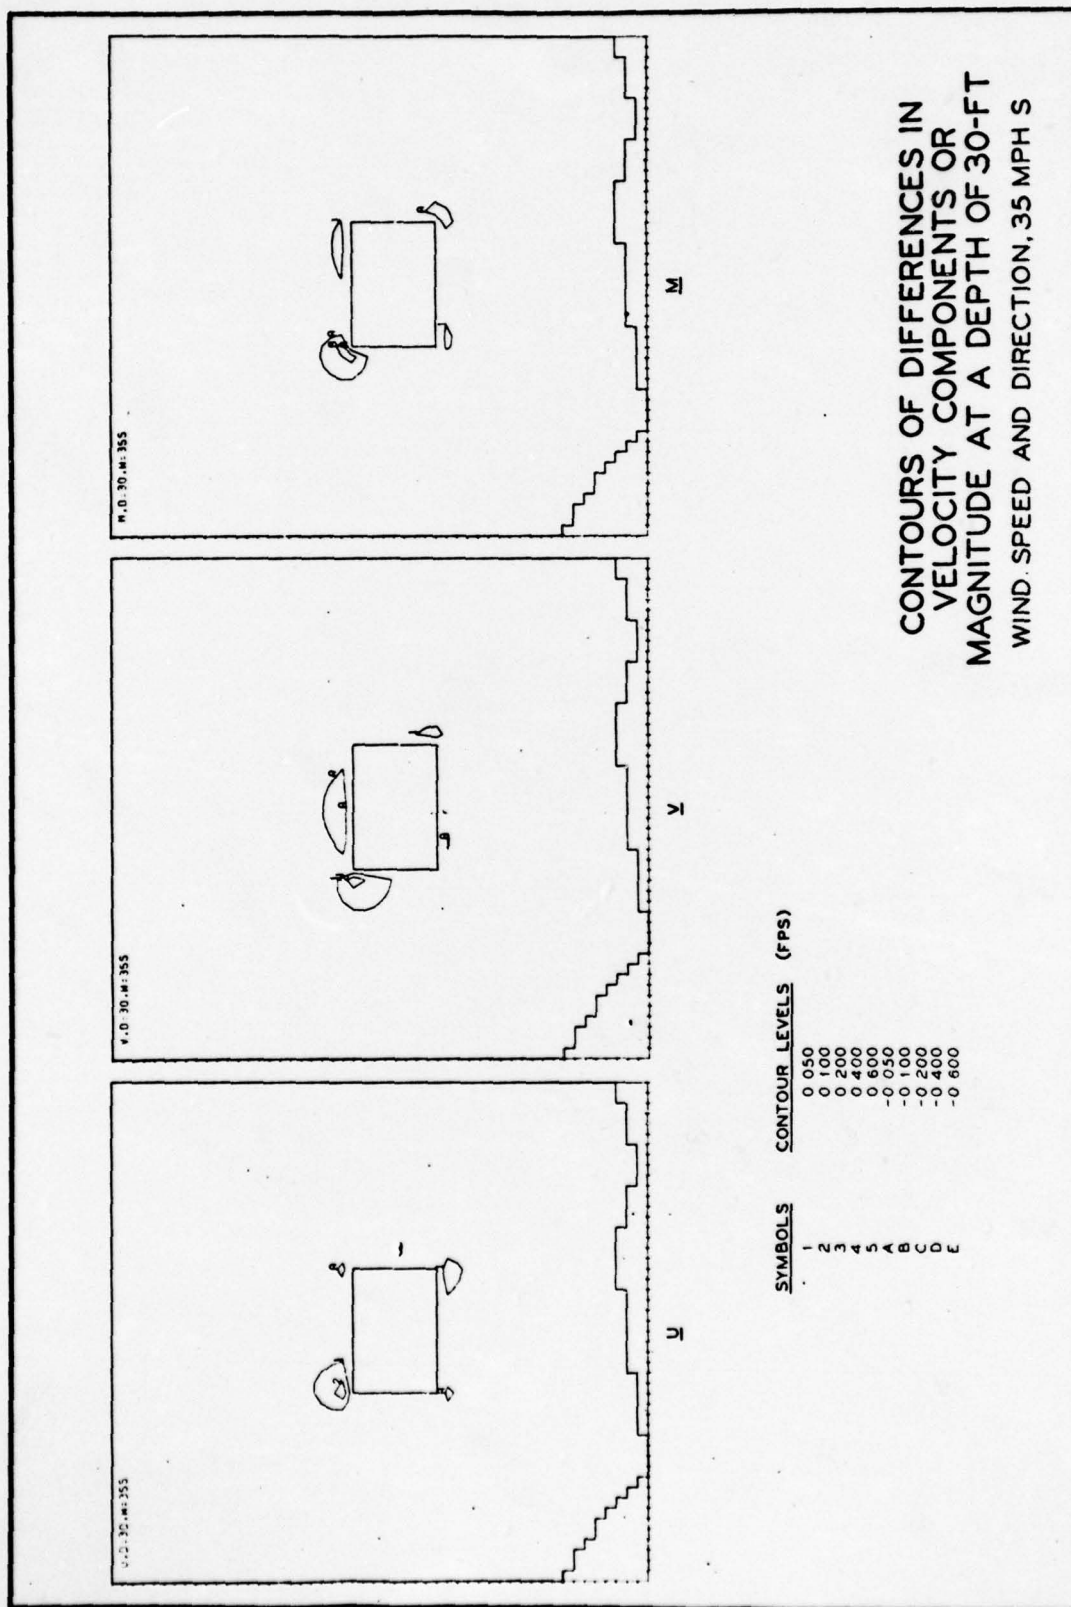 U.D=30.W=35S
V.D=30.W=35S
M.D=30.W=35S
U
V
M
SYMBOLS CONTOUR LEVELS (FPS)
1 0 050
2 0 100
3 0 200
4 0 400
5 0 600
A -0 050
B -0 100
C -0 200
D -0 400
E -0 600
CONTOURS OF DIFFERENCES IN
VELOCITY COMPONENTS OR
MAGNITUDE AT A DEPTH OF 30-FT
WIND SPEED AND DIRECTION, 35 MPH S